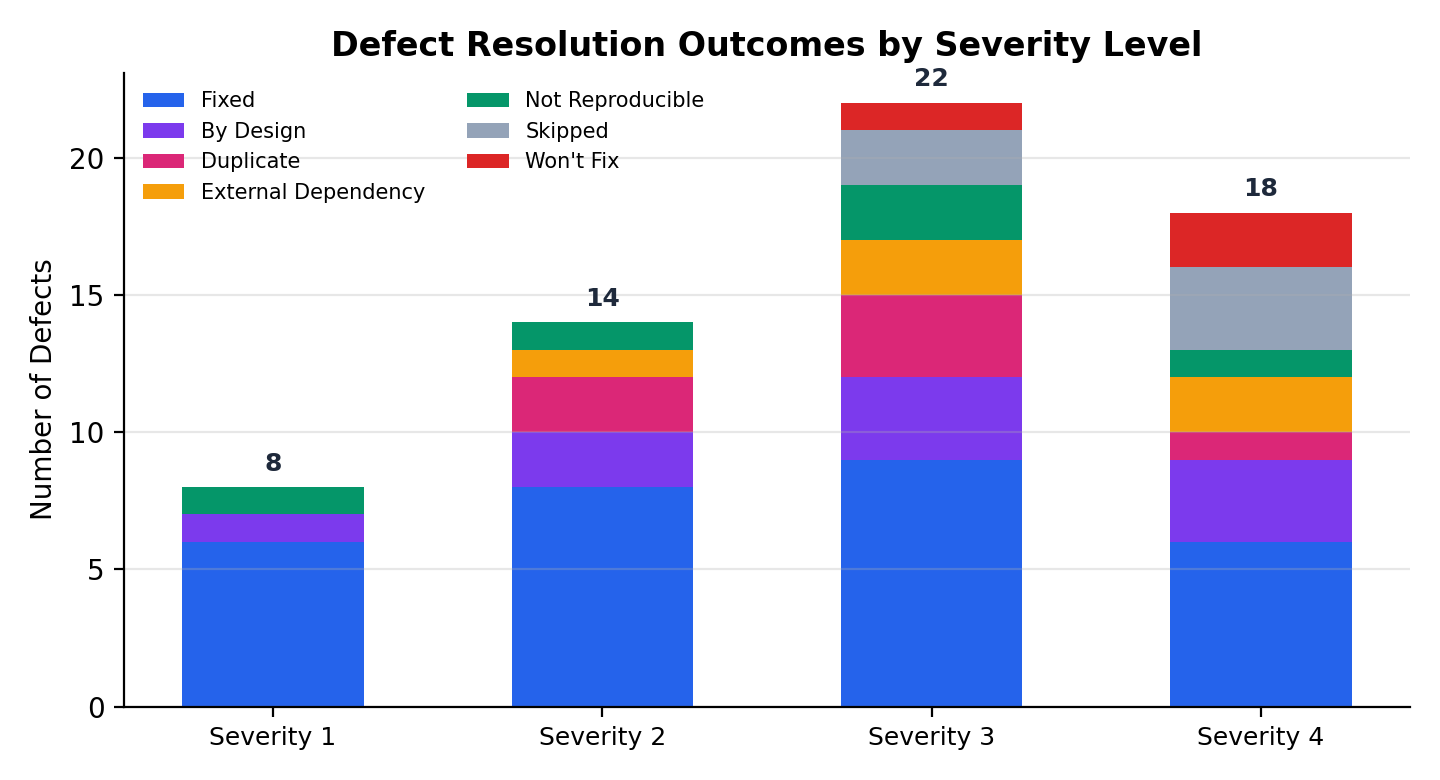 Defect Resolution Outcomes by Severity Level
Fixed
By Design
Duplicate
External Dependency
Not Reproducible
Skipped
Won't Fix
22
18
14
8
Number of Defects
20
15
10
5
0
Severity 1
Severity 2
Severity 3
Severity 4